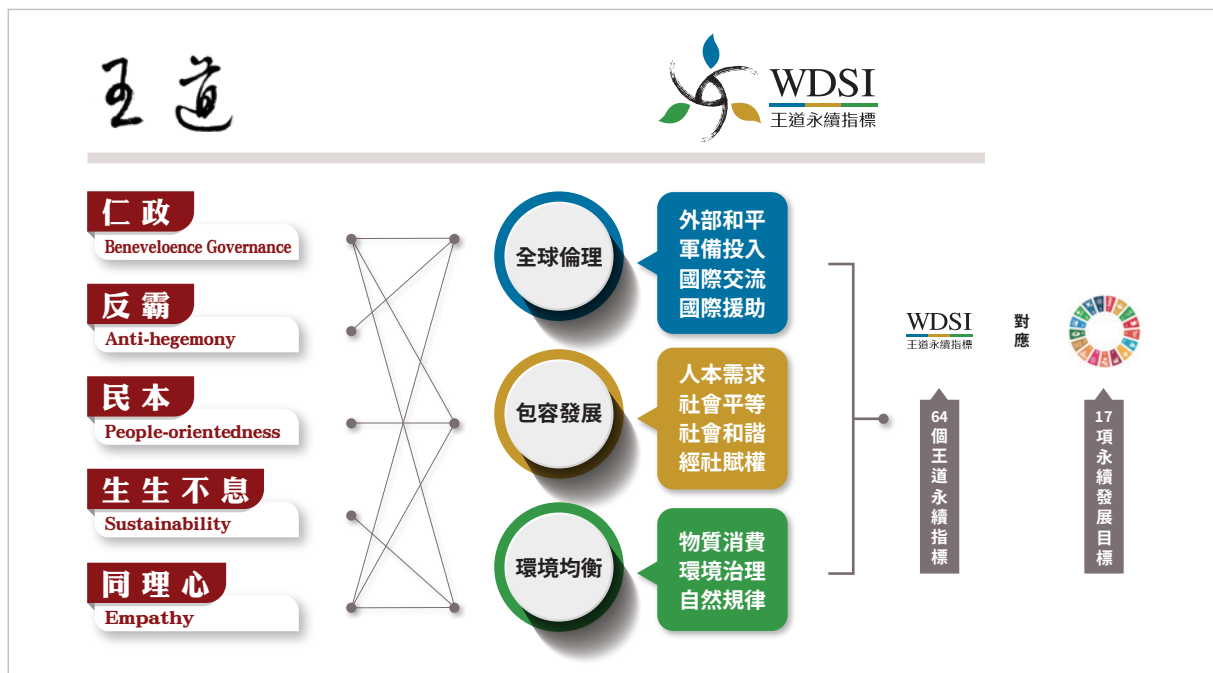 王道
WDSI
王道永續指標
仁政
Beneveloence Governance
反霸
Anti-hegemony
民本
People-orientedness
生生不息
Sustainability
同理心
Empathy
全球倫理
外部和平
軍備投入
國際交流
國際援助
包容發展
人本需求
社會平等
社會和諧
經社賦權
環境均衡
物質消費
環境治理
自然規律
WDSI
王道永續指標
對應
64個王道永續指標
17項永續發展目標